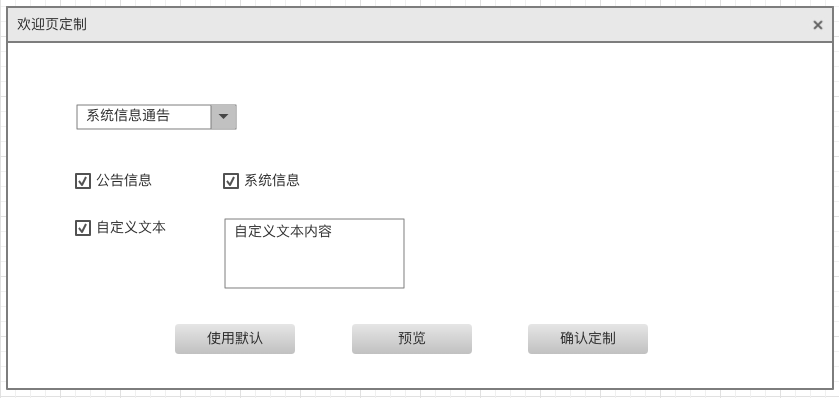 欢迎页定制
系统信息通告
公告信息 系统信息
自定义文本 自定义文本内容
使用默认 预览 确认定制